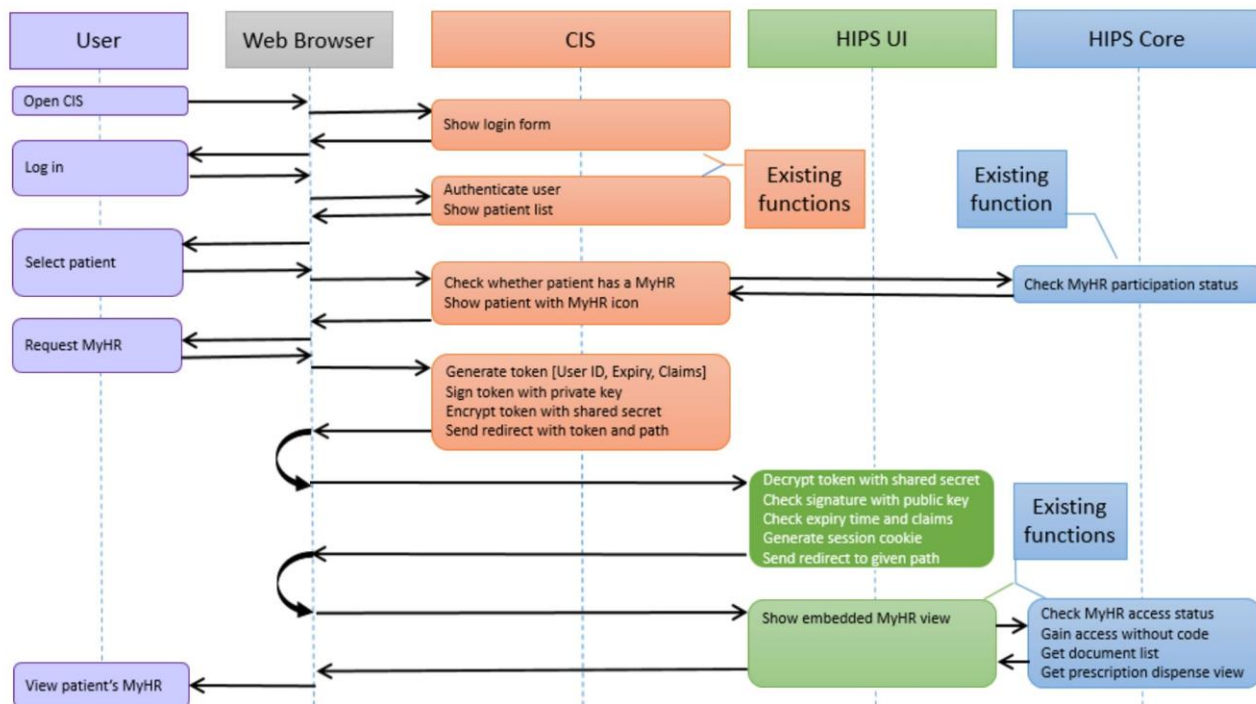 User
Web Browser
CIS
HIPS UI
HIPS Core
Open CIS
Show login form
Log in
Existing
functions
Existing
function
Authenticate user
Show patient list
Select patient
Check whether patient has a MyHR
Show patient with MyHR icon
Check MyHR participation status
Request MyHR
Generate token [User ID, Expiry, Claims]
Sign token with private key
Encrypt token with shared secret
Send redirect with token and path
Decrypt token with shared secret
Check signature with public key
Check expiry time and claims
Generate session cookie
Send redirect to given path
Existing
functions
Show embedded MyHR view
Check MyHR access status
Gain access without code
Get document list
Get prescription dispense view
View patient's MyHR